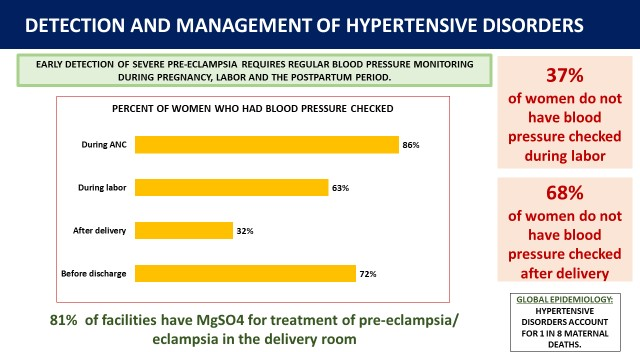 DETECTION AND MANAGEMENT OF HYPERTENSIVE DISORDERS
EARLY DETECTION OF SEVERE PRE-ECLAMPSIA REQUIRES REGULAR BLOOD PRESSURE MONITORING
DURING PREGNANCY, LABOR AND THE POSTPARTUM PERIOD.
PERCENT OF WOMEN WHO HAD BLOOD PRESSURE CHECKED
During ANC 86%
During labor 63%
After delivery 32%
Before discharge 72%
81% of facilities have MgSO4 for treatment of pre-eclampsia/
eclampsia in the delivery room
37%
of women do not
have blood
pressure checked
during labor
68%
of women do not
have blood
pressure checked
after delivery
GLOBAL EPIDEMIOLOGY:
HYPERTENSIVE
DISORDERS ACCOUNT
FOR 1 IN 8 MATERNAL
DEATHS.